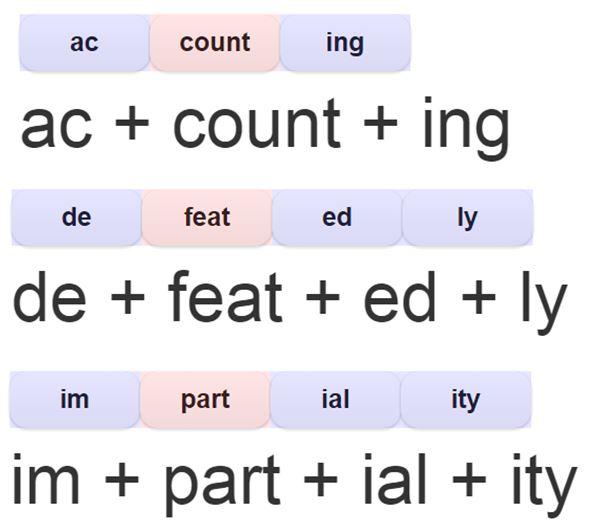 ac count ing
ac + count + ing
de feat ed ly
de + feat + ed + ly
im part ial ity
im + part + ial + ity